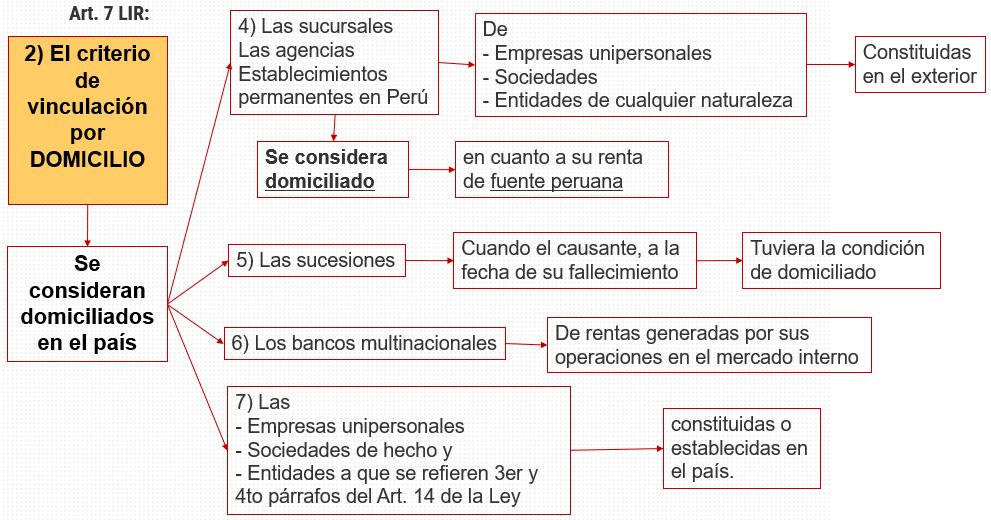 Art. 7 LIR:
2) El criterio
de
vinculación
por
DOMICILIO
Se
consideran
domiciliados
en el país
4) Las sucursales
Las agencias
Establecimientos
permanentes en Perú
De
- Empresas unipersonales
- Sociedades
- Entidades de cualquier naturaleza
Constituidas
en el exterior
Se considera
domiciliado
en cuanto a su renta
de fuente peruana
5) Las sucesiones
Cuando el causante, a la
fecha de su fallecimiento
Tuviera la condición
de domiciliado
6) Los bancos multinacionales
De rentas generadas por sus
operaciones en el mercado interno
7) Las
- Empresas unipersonales
- Sociedades de hecho y
- Entidades a que se refieren 3er y
4to párrafos del Art. 14 de la Ley
constituidas o
establecidas en
el país.